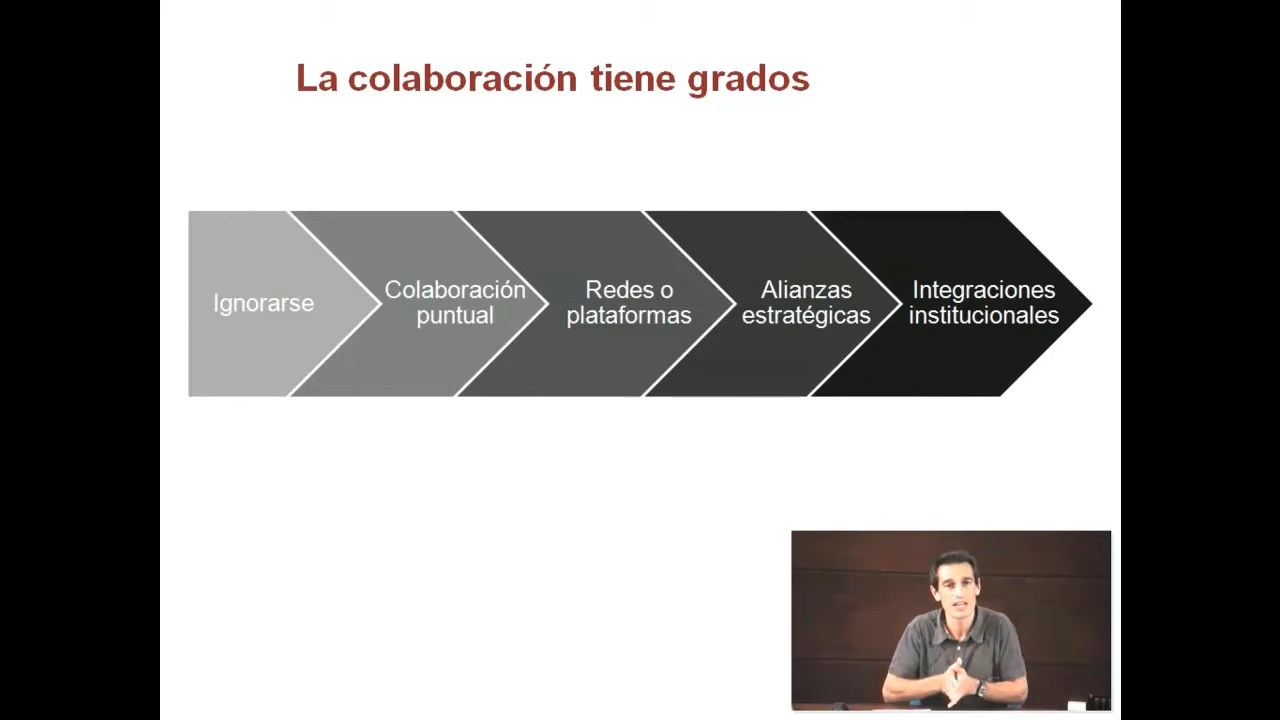 La colaboración tiene grados
Ignorarse
Colaboración
puntual
Redes o
plataformas
Alianzas
estratégicas
Integraciones
institucionales